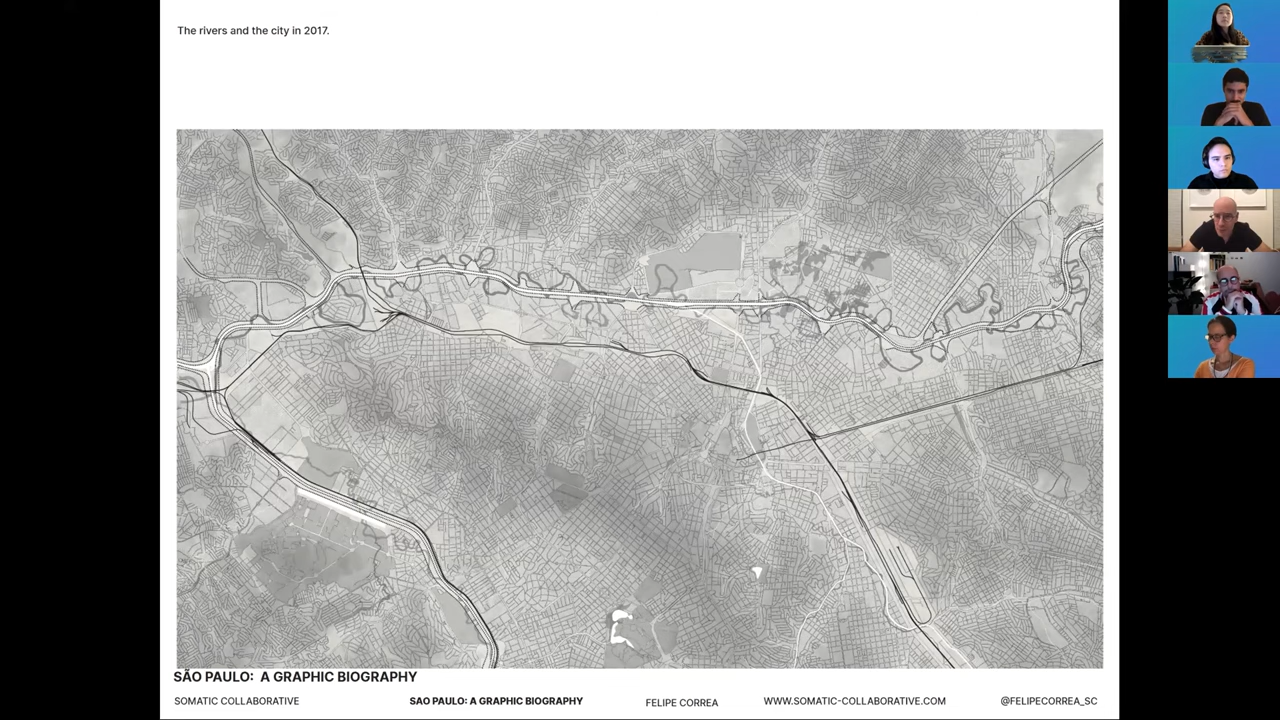 The rivers and the city in 2017.
SÃO PAULO:  A GRAPHIC BIOGRAPHY
SOMATIC COLLABORATIVE
SAO PAULO: A GRAPHIC BIOGRAPHY
FELIPE CORREA
WWW.SOMATIC-COLLABORATIVE.COM
@FELIPECORREA_SC